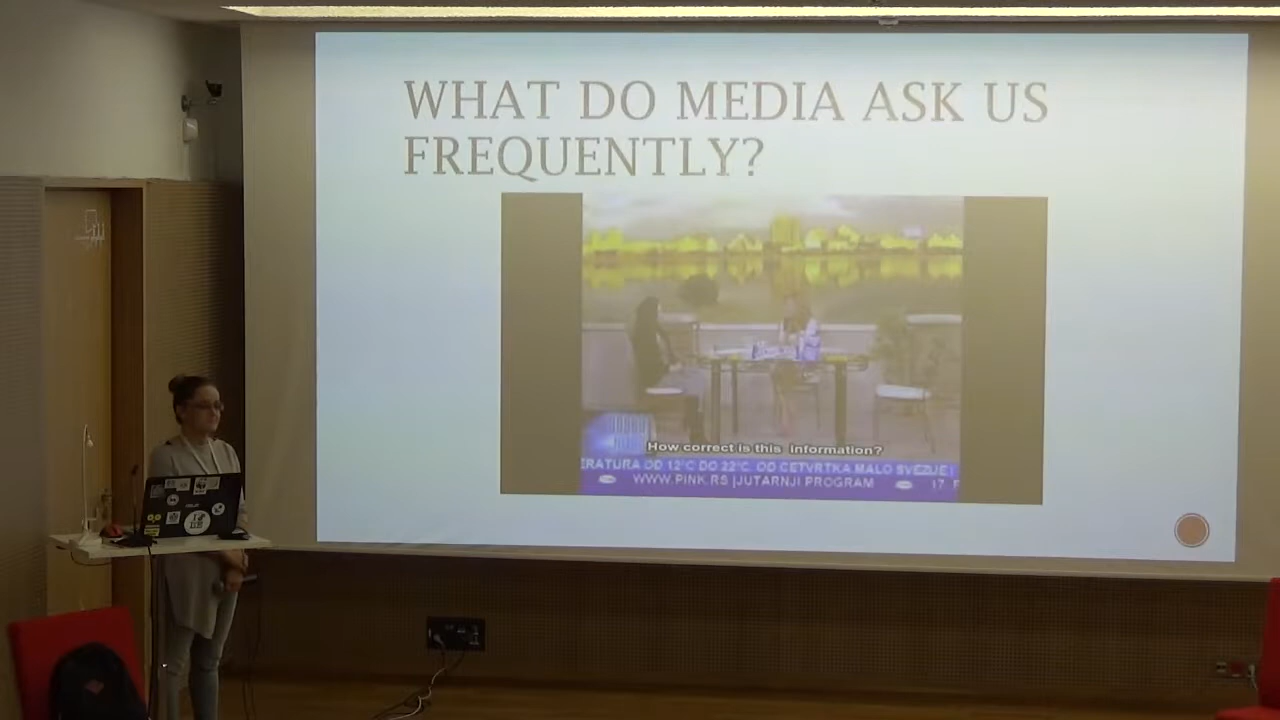 WHAT DO MEDIA ASK US
FREQUENTLY?
How correct is this information?
ERATURA OD 12°C DO 22°C. OD CETVRTKA MALO SVEZIJE I
WWW.PINK.RS |JUTARNJI PROGRAM 17